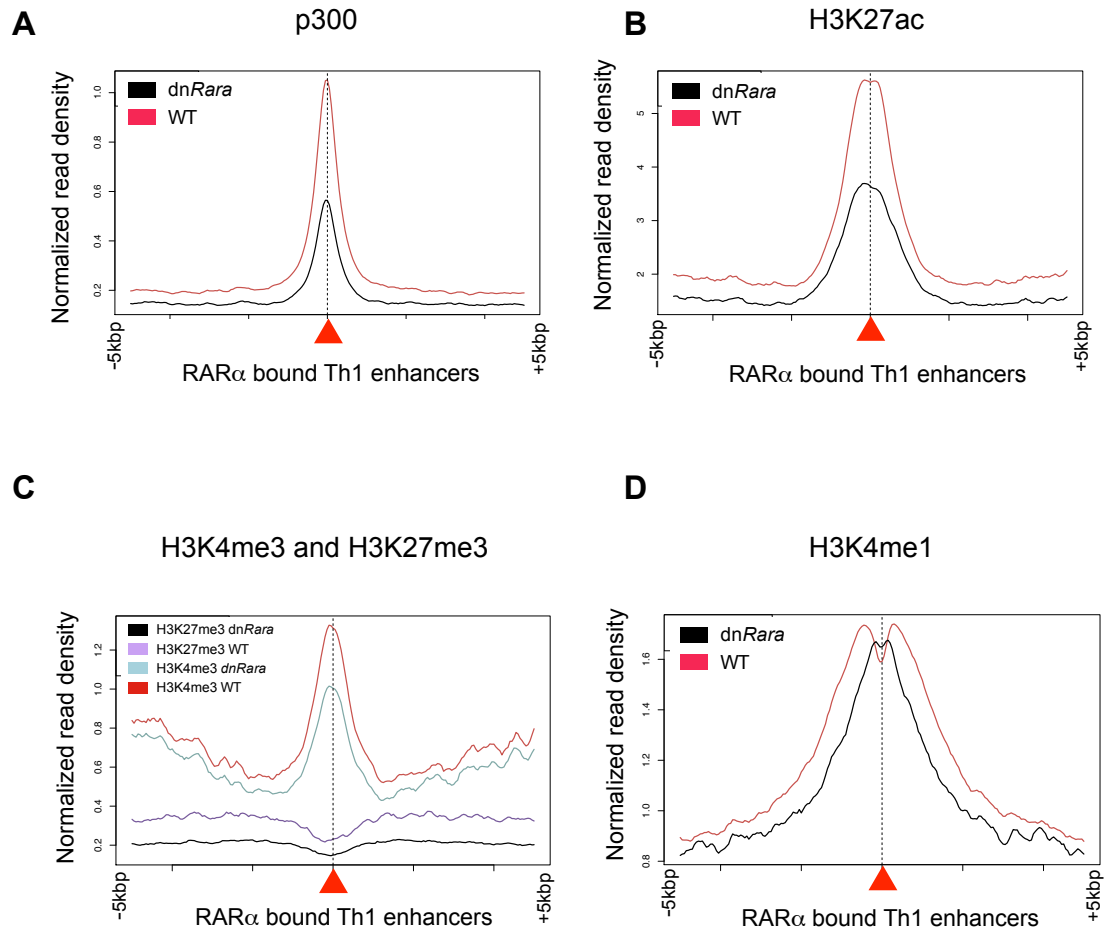 A
p300
Normalized read density
dnRara
WT
1.0
0.8
0.6
0.4
0.2
-5kbp
+5kbp
RARα bound Th1 enhancers
B
H3K27ac
Normalized read density
dnRara
WT
5
4
3
2
-5kbp
+5kbp
RARα bound Th1 enhancers
C
H3K4me3 and H3K27me3
Normalized read density
H3K27me3 dnRara
H3K27me3 WT
H3K4me3 dnRara
H3K4me3 WT
1.2
1.0
0.8
0.6
0.4
0.2
-5kbp
+5kbp
RARα bound Th1 enhancers
D
H3K4me1
Normalized read density
dnRara
WT
1.6
1.4
1.2
1.0
0.8
-5kbp
+5kbp
RARα bound Th1 enhancers